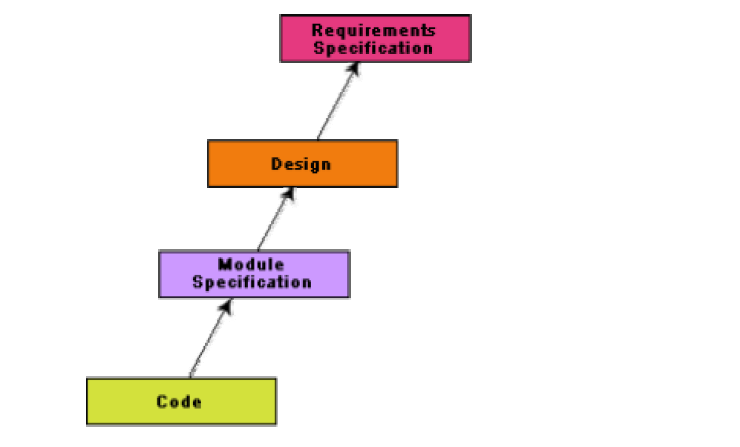 Requirements
Specification
Design
Module
Specification
Code